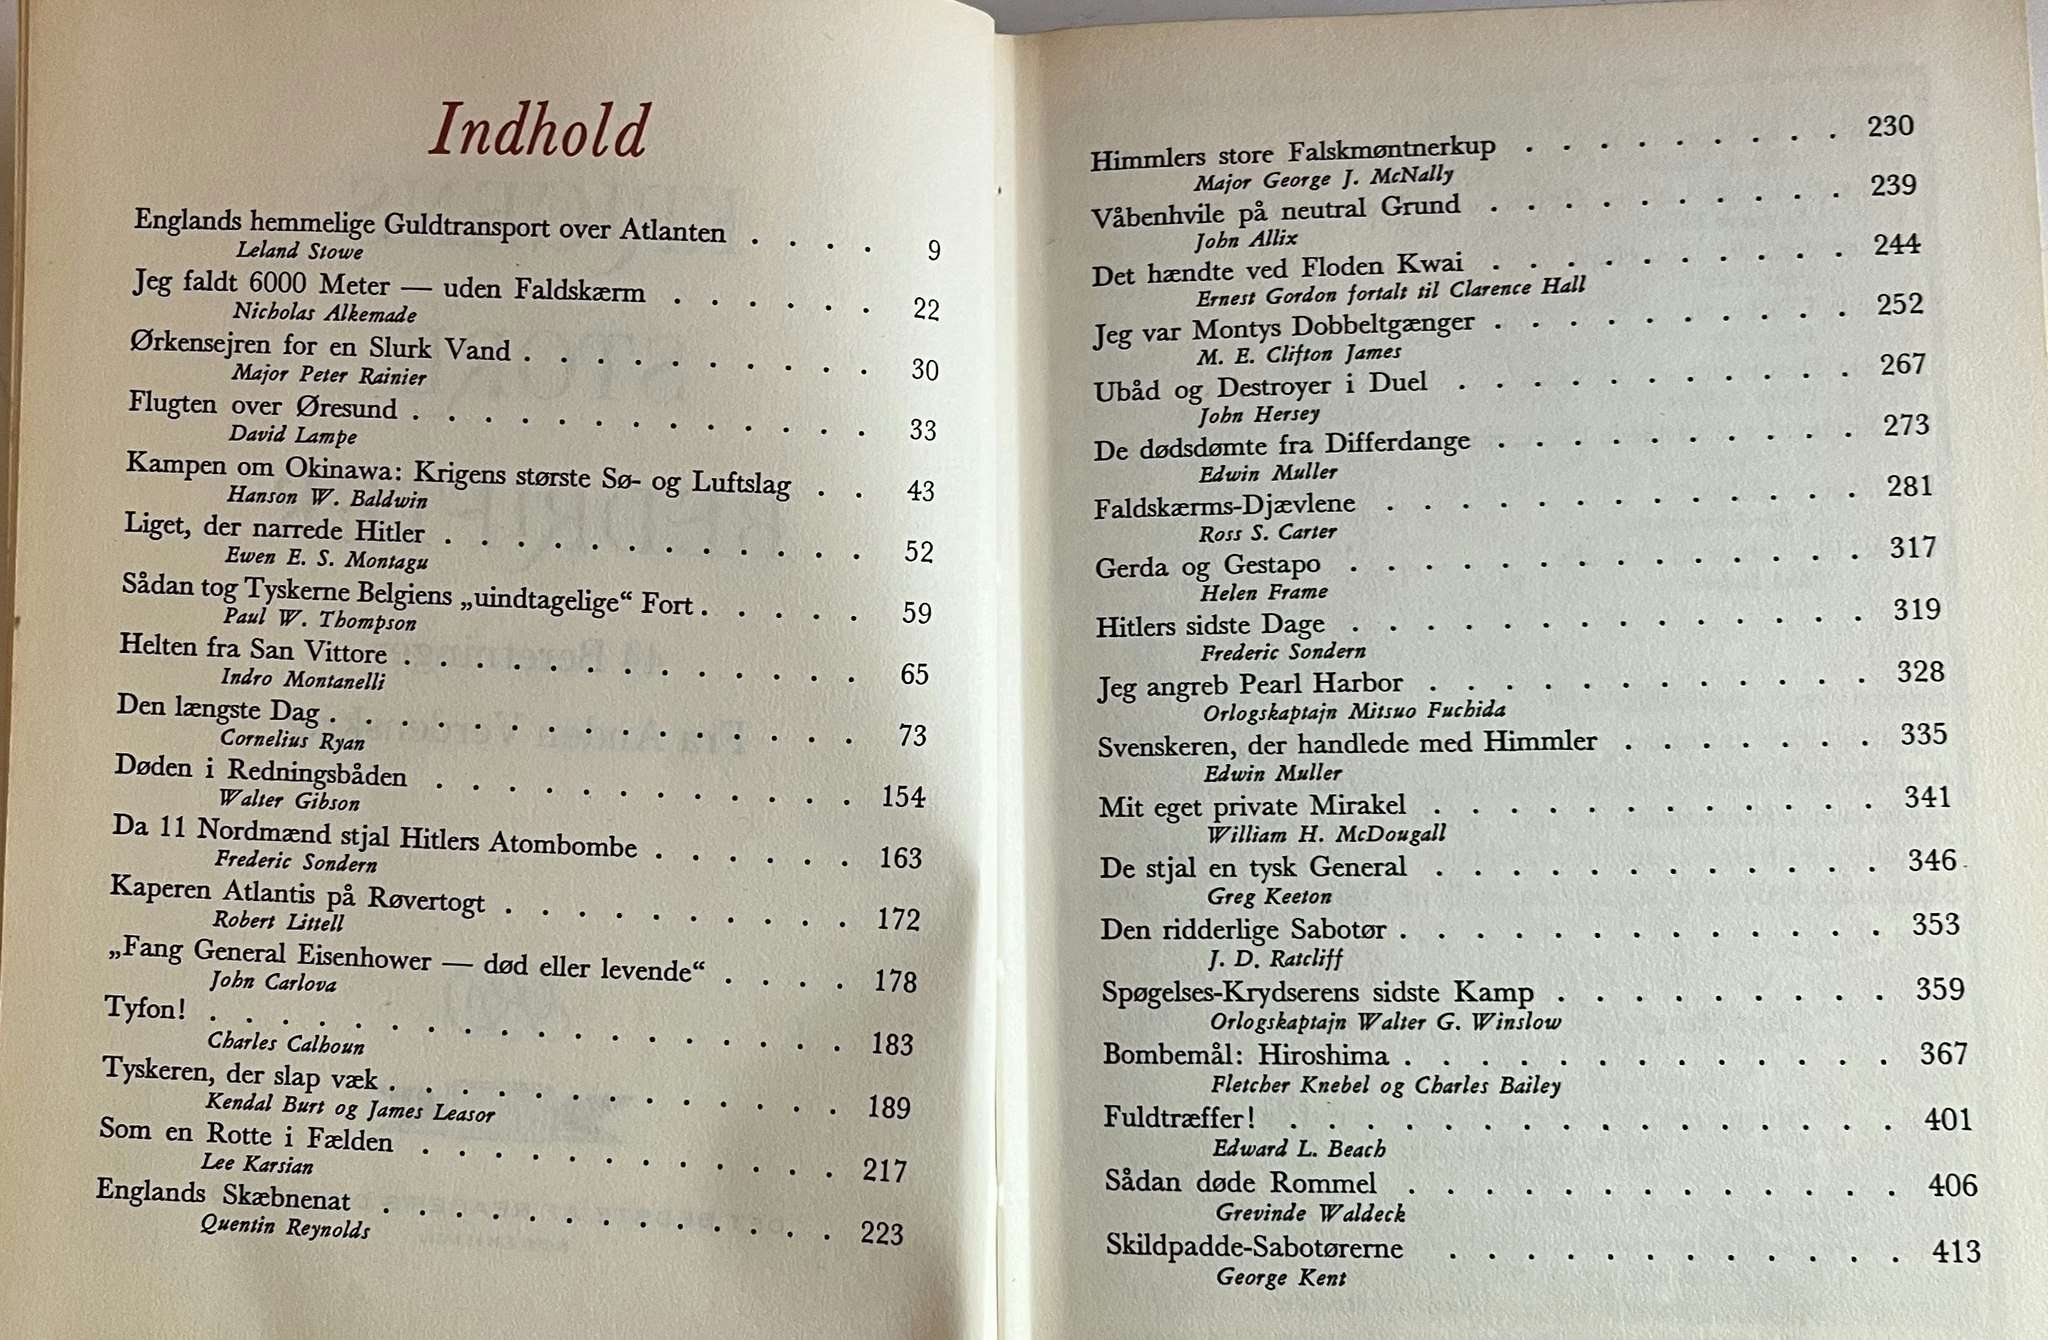 Indhold
Englands hemmelige Guldtransport over Atlanten . . . . 9
Leland Stowe
Jeg faldt 6000 Meter — uden Faldskærm . . . . . . 22
Nicholas Alkemade
Ørkensejren for en Slurk Vand . . . . . . . . . . 30
Major Peter Rainier
Flugten over Øresund . . . . . . . . . . . . . 33
David Lampe
Kampen om Okinawa: Krigens største Sø- og Luftslag . . 43
Hanson W. Baldwin
Liget, der narrede Hitler . . . . . . . . . . . . 52
Ewen E. S. Montagu
Sådan tog Tyskerne Belgiens „uindtagelige“ Fort . . . . . 59
Paul W. Thompson
Helten fra San Vittore . . . . . . . . . . . . . 65
Indro Montanelli
Den længste Dag . . . . . . . . . . . . . . . 73
Cornelius Ryan
Døden i Redningsbåden . . . . . . . . . . . . 154
Walter Gibson
Da 11 Nordmænd stjal Hitlers Atombombe . . . . . . 163
Frederic Sondern
Kaperen Atlantis på Røvertogt . . . . . . . . . . 172
Robert Littell
„Fang General Eisenhower — død eller levende“ . . . . 178
John Carlova
Tyfon! . . . . . . . . . . . . . . . . . . 183
Charles Calhoun
Tyskeren, der slap væk . . . . . . . . . . . . . 189
Kendal Burt og James Leasor
Som en Rotte i Fælden . . . . . . . . . . . . 217
Lee Karsian
Englands Skæbnenat . . . . . . . . . . . . . 223
Quentin Reynolds
Himmlers store Falskmøntnerkup . . . . . . . . . 230
Major George J. McNally
Våbenhvile på neutral Grund . . . . . . . . . . 239
John Allix
Det hændte ved Floden Kwai . . . . . . . . . . 244
Ernest Gordon fortalt til Clarence Hall
Jeg var Montys Dobbeltgænger . . . . . . . . . . 252
M. E. Clifton James
Ubåd og Destroyer i Duel . . . . . . . . . . . 267
John Hersey
De dødsdømte fra Differdange . . . . . . . . . . 273
Edwin Muller
Faldskærms-Djævlene . . . . . . . . . . . . . 281
Ross S. Carter
Gerda og Gestapo . . . . . . . . . . . . . . 317
Helen Frame
Hitlers sidste Dage . . . . . . . . . . . . . . 319
Frederic Sondern
Jeg angreb Pearl Harbor . . . . . . . . . . . . 328
Orlogskaptajn Mitsuo Fuchida
Svenskeren, der handlede med Himmler . . . . . . . 335
Edwin Muller
Mit eget private Mirakel . . . . . . . . . . . . 341
William H. McDougall
De stjal en tysk General . . . . . . . . . . . . 346
Greg Keeton
Den ridderlige Sabotør . . . . . . . . . . . . . 353
J. D. Ratcliff
Spøgelses-Krydserens sidste Kamp . . . . . . . . . 359
Orlogskaptajn Walter G. Winslow
Bombemål: Hiroshima . . . . . . . . . . . . . 367
Fletcher Knebel og Charles Bailey
Fuldtræffer! . . . . . . . . . . . . . . . . 401
Edward L. Beach
Sådan døde Rommel . . . . . . . . . . . . . 406
Grevinde Waldeck
Skildpadde-Sabotørerne . . . . . . . . . . . . 413
George Kent